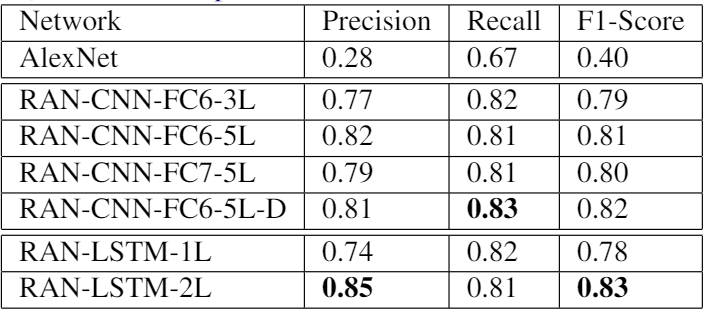 Network Precision Recall F1-Score
AlexNet 0.28 0.67 0.40
RAN-CNN-FC6-3L 0.77 0.82 0.79
RAN-CNN-FC6-5L 0.82 0.81 0.81
RAN-CNN-FC7-5L 0.79 0.81 0.80
RAN-CNN-FC6-5L-D 0.81 0.83 0.82
RAN-LSTM-1L 0.74 0.82 0.78
RAN-LSTM-2L 0.85 0.81 0.83